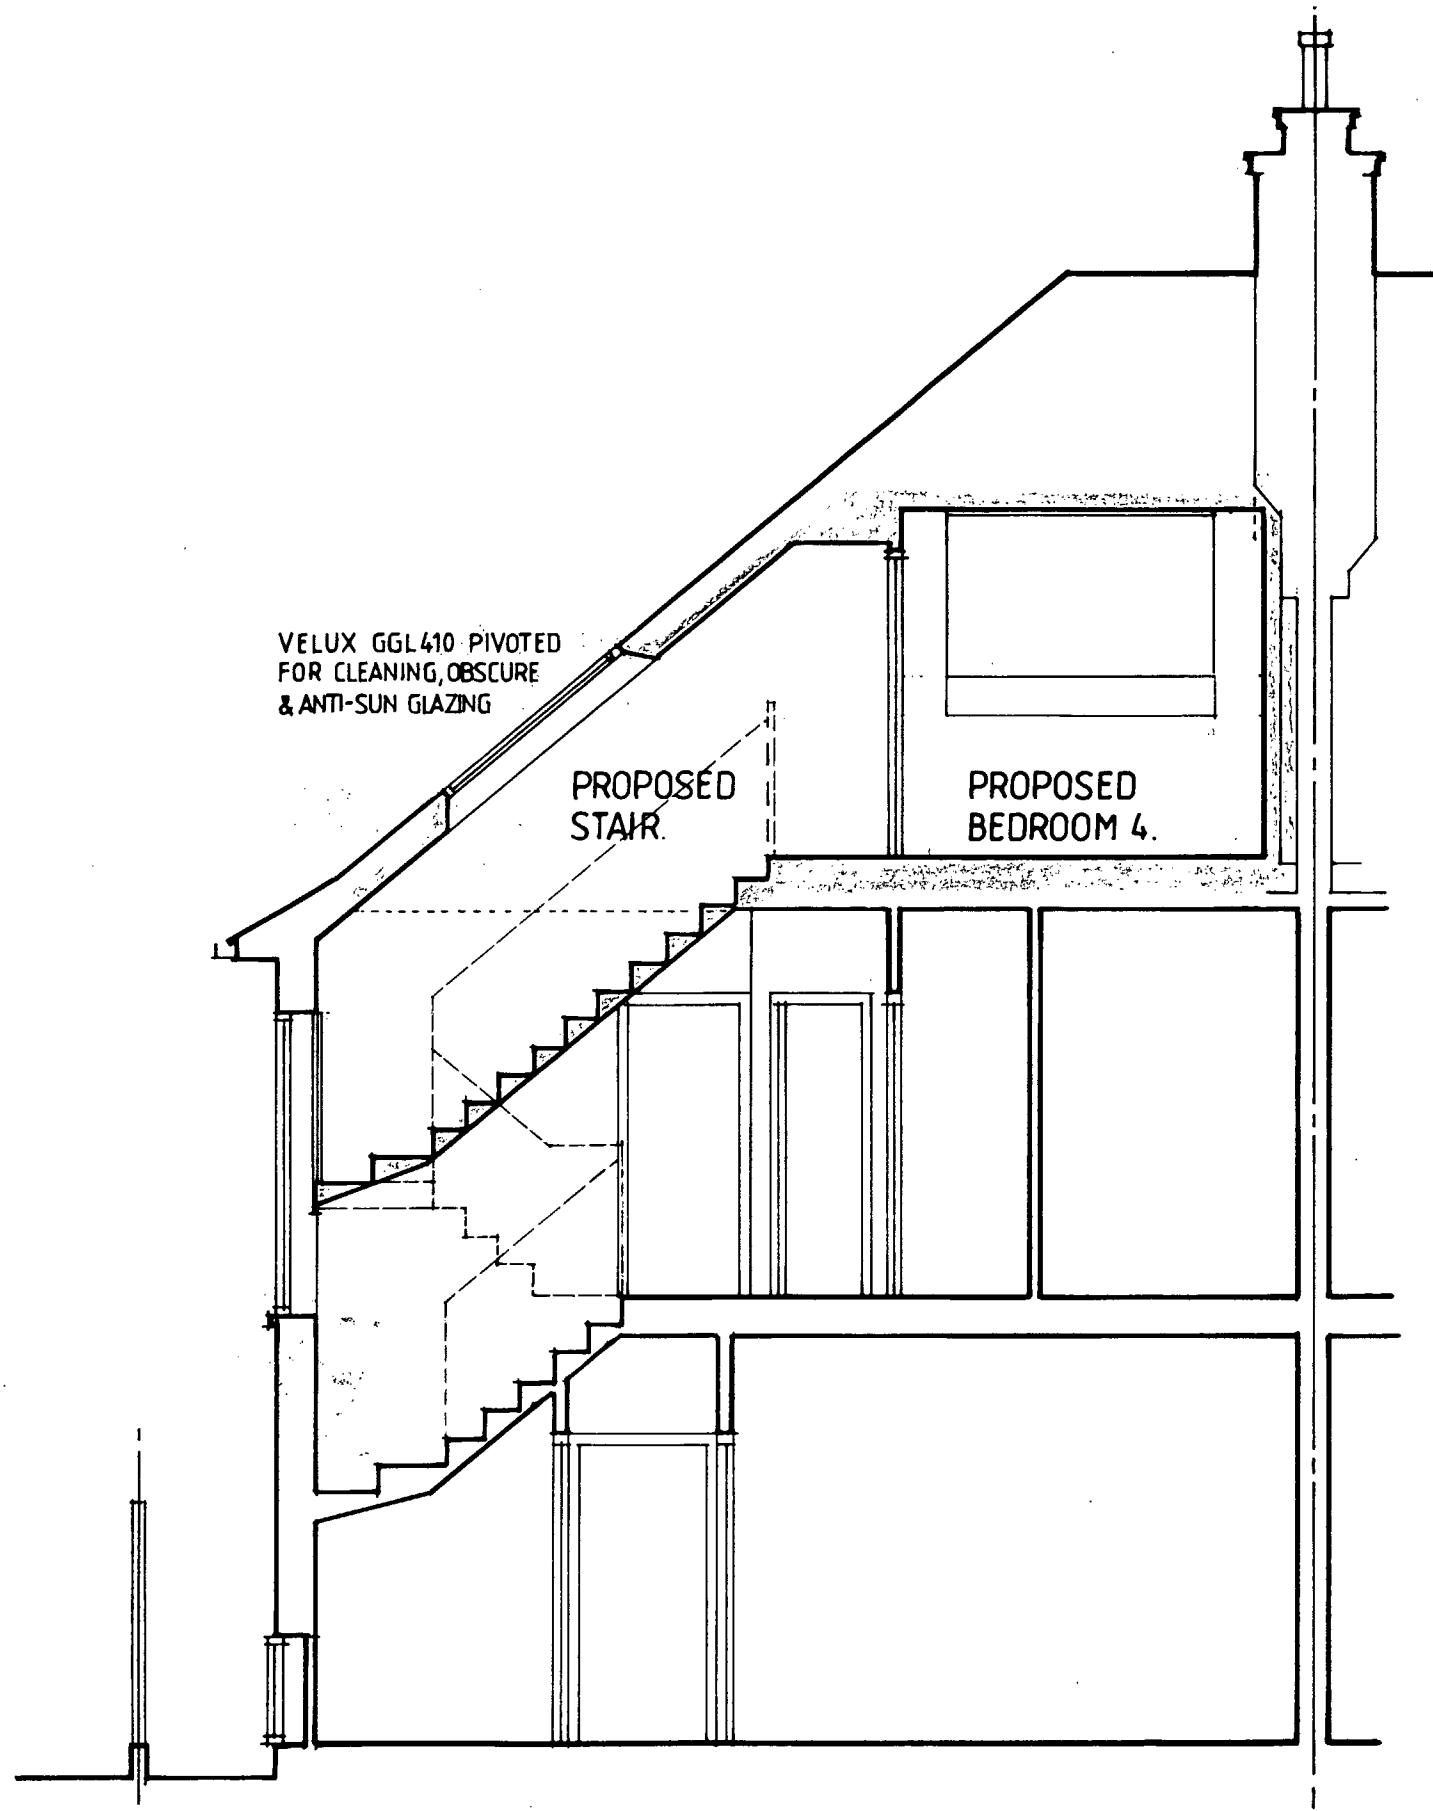 VELUX GGL410 PIVOTED
FOR CLEANING, OBSCURE
& ANTI-SUN GLAZING
PROPOSED
STAIR.
PROPOSED
BEDROOM 4.